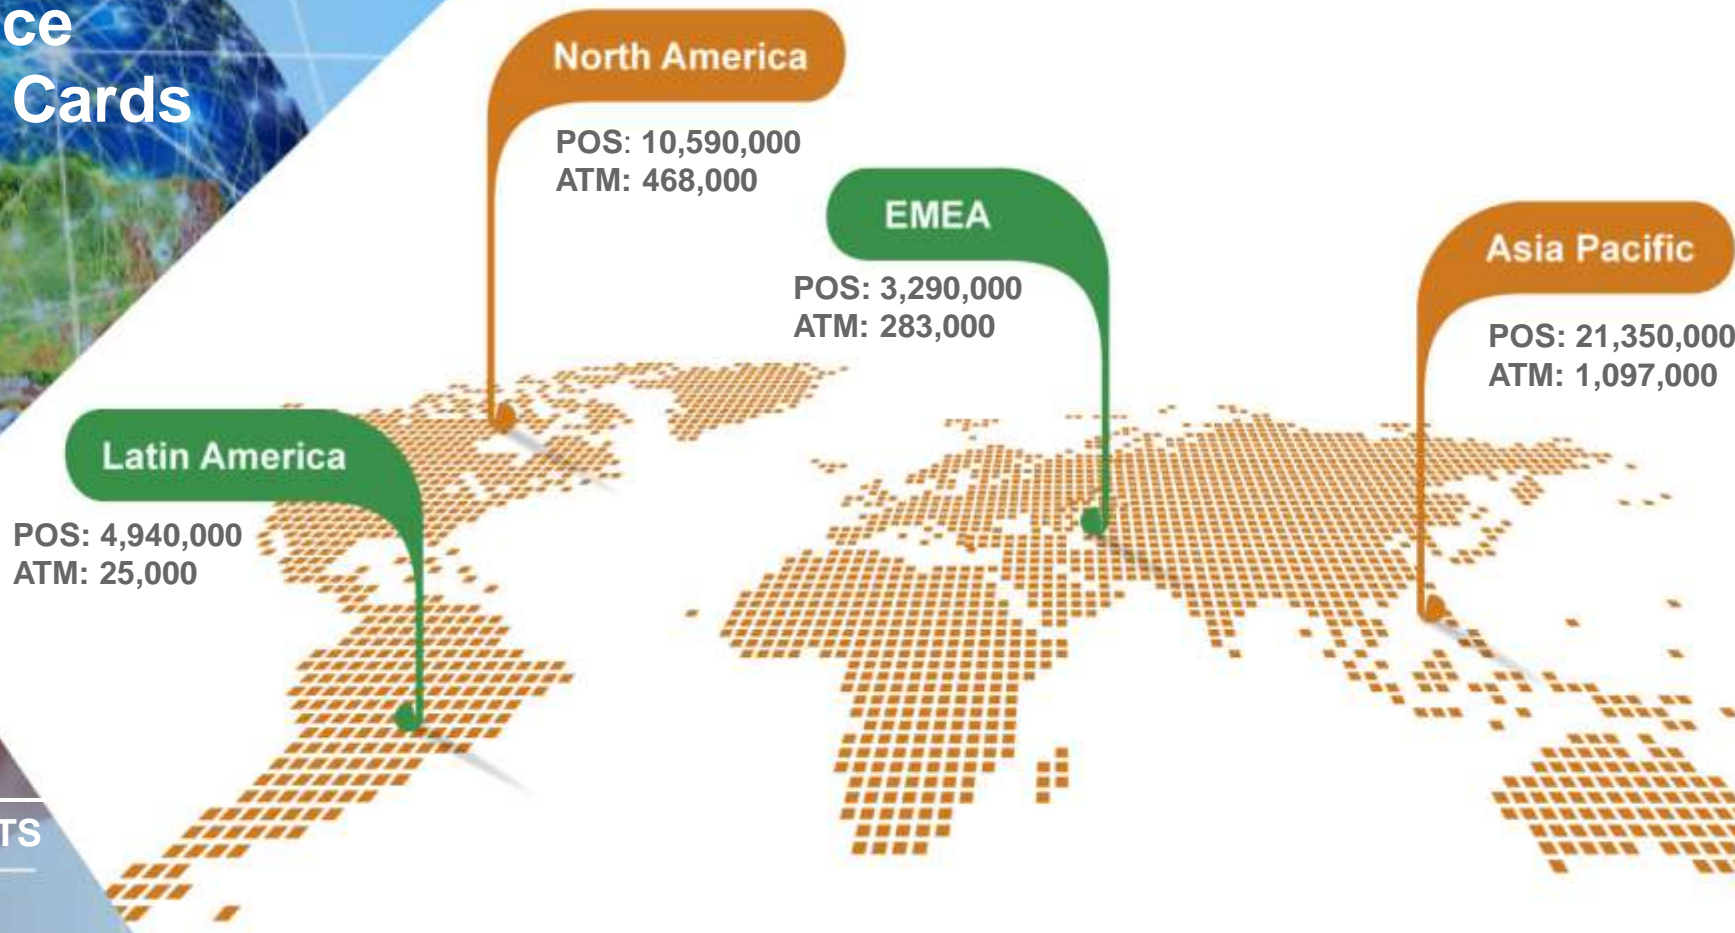 ce
Cards
North America
POS: 10,590,000
ATM: 468,000
EMEA
POS: 3,290,000
ATM: 283,000
Asia Pacific
POS: 21,350,000
ATM: 1,097,000
Latin America
POS: 4,940,000
ATM: 25,000
TS